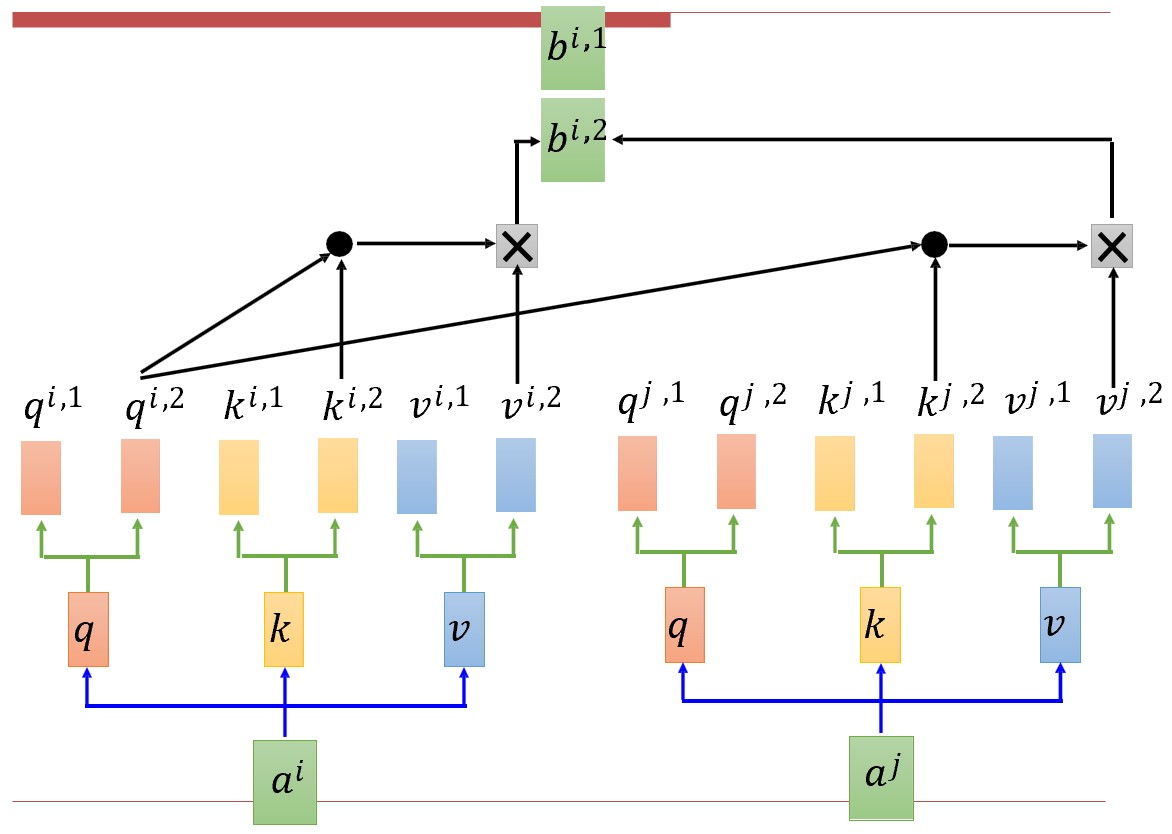 b^{i,1}
b^{i,2}
q^{i,1} q^{i,2} k^{i,1} k^{i,2} v^{i,1} v^{i,2} q^{j,1} q^{j,2} k^{j,1} k^{j,2} v^{j,1} v^{j,2}
q k v q k v
a^i a^j